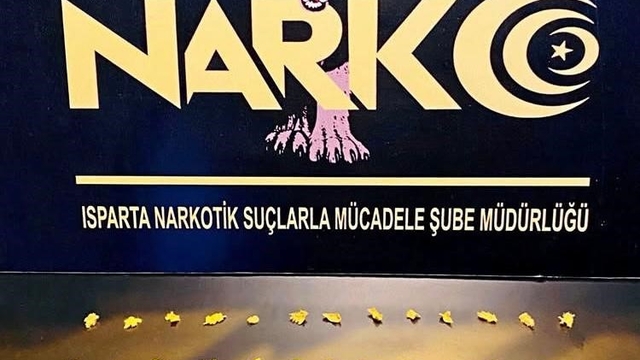 NARKO
ISPARTA NARKOTİK SUÇLARLA MÜCADELE ŞUBE MÜDÜRLÜĞÜ